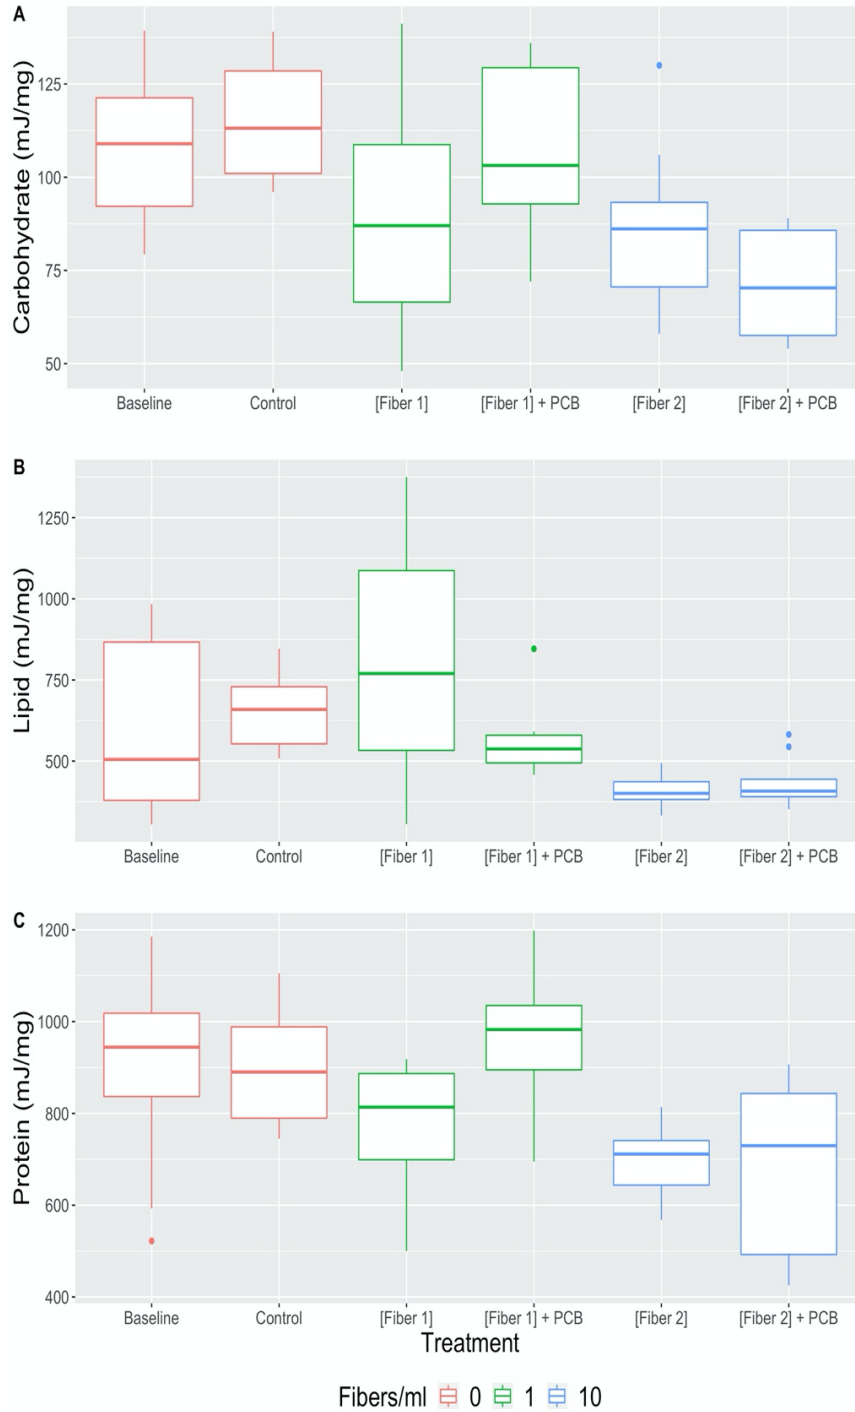 A
Carbohydrate (mJ/mg)
125
100
75
50
Baseline Control [Fiber 1] [Fiber 1] + PCB [Fiber 2] [Fiber 2] + PCB
B
Lipid (mJ/mg)
1250
1000
750
500
Baseline Control [Fiber 1] [Fiber 1] + PCB [Fiber 2] [Fiber 2] + PCB
C
Protein (mJ/mg)
1200
1000
800
600
400
Baseline Control [Fiber 1] [Fiber 1] + PCB [Fiber 2] [Fiber 2] + PCB
Treatment
Fibers/ml 0 1 10